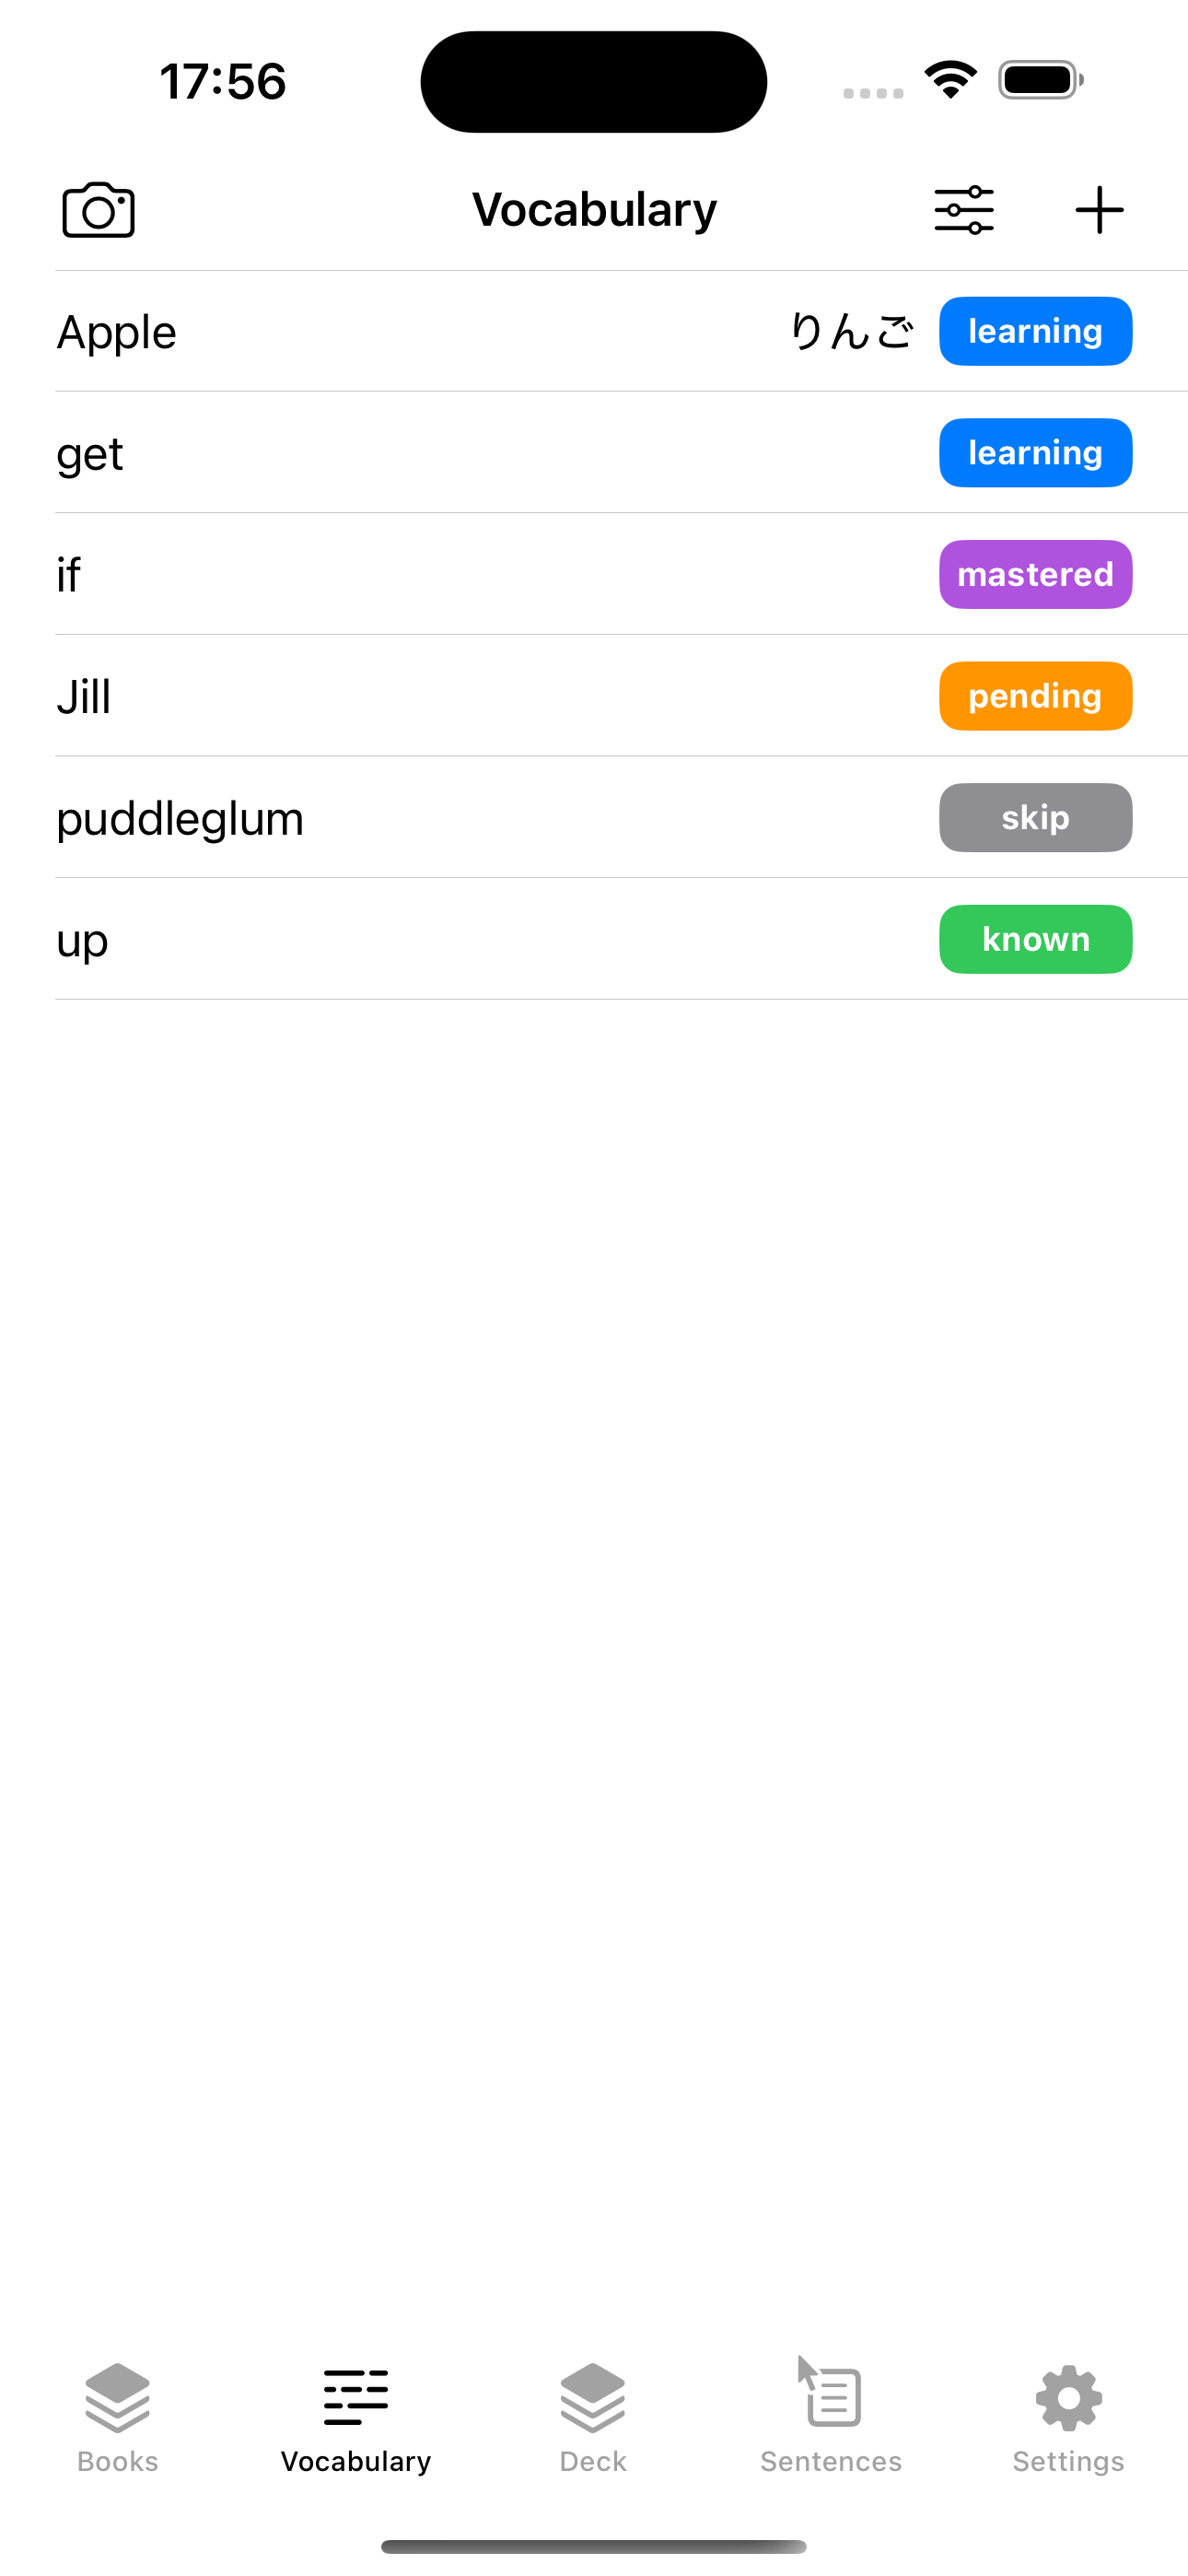 17:56
Vocabulary
Apple りんご learning
get learning
if mastered
Jill pending
puddleglum skip
up known
Books Vocabulary Deck Sentences Settings